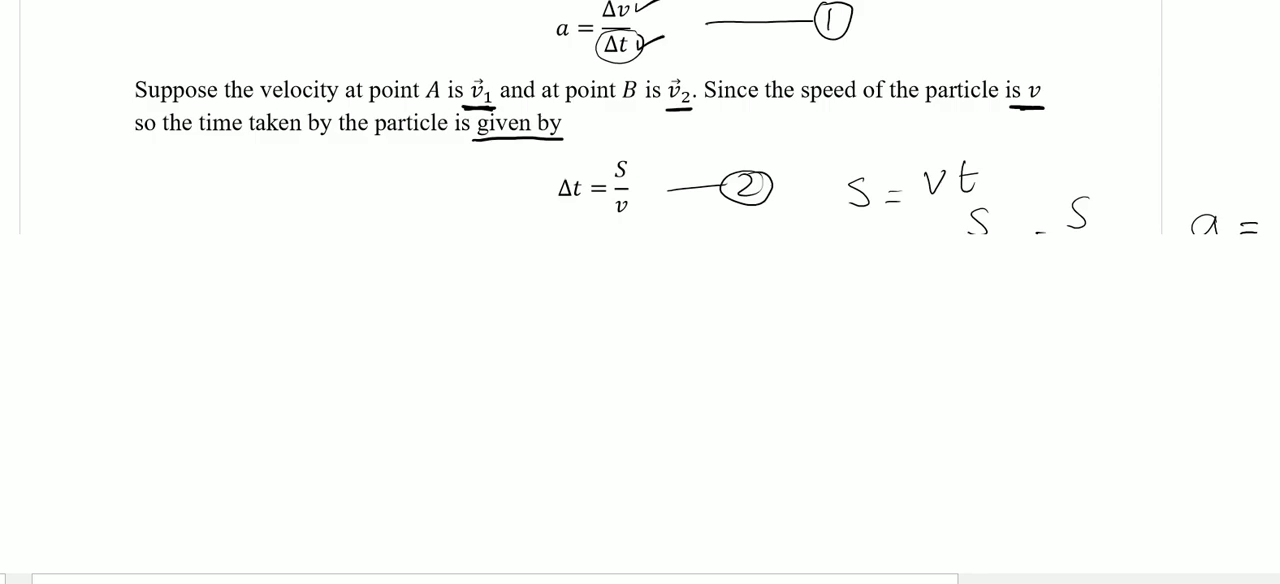 a = Δv/Δt ①
Suppose the velocity at point A is v⃗₁ and at point B is v⃗₂. Since the speed of the particle is v
so the time taken by the particle is given by
Δt = S/v ② S = vt
S = S a =